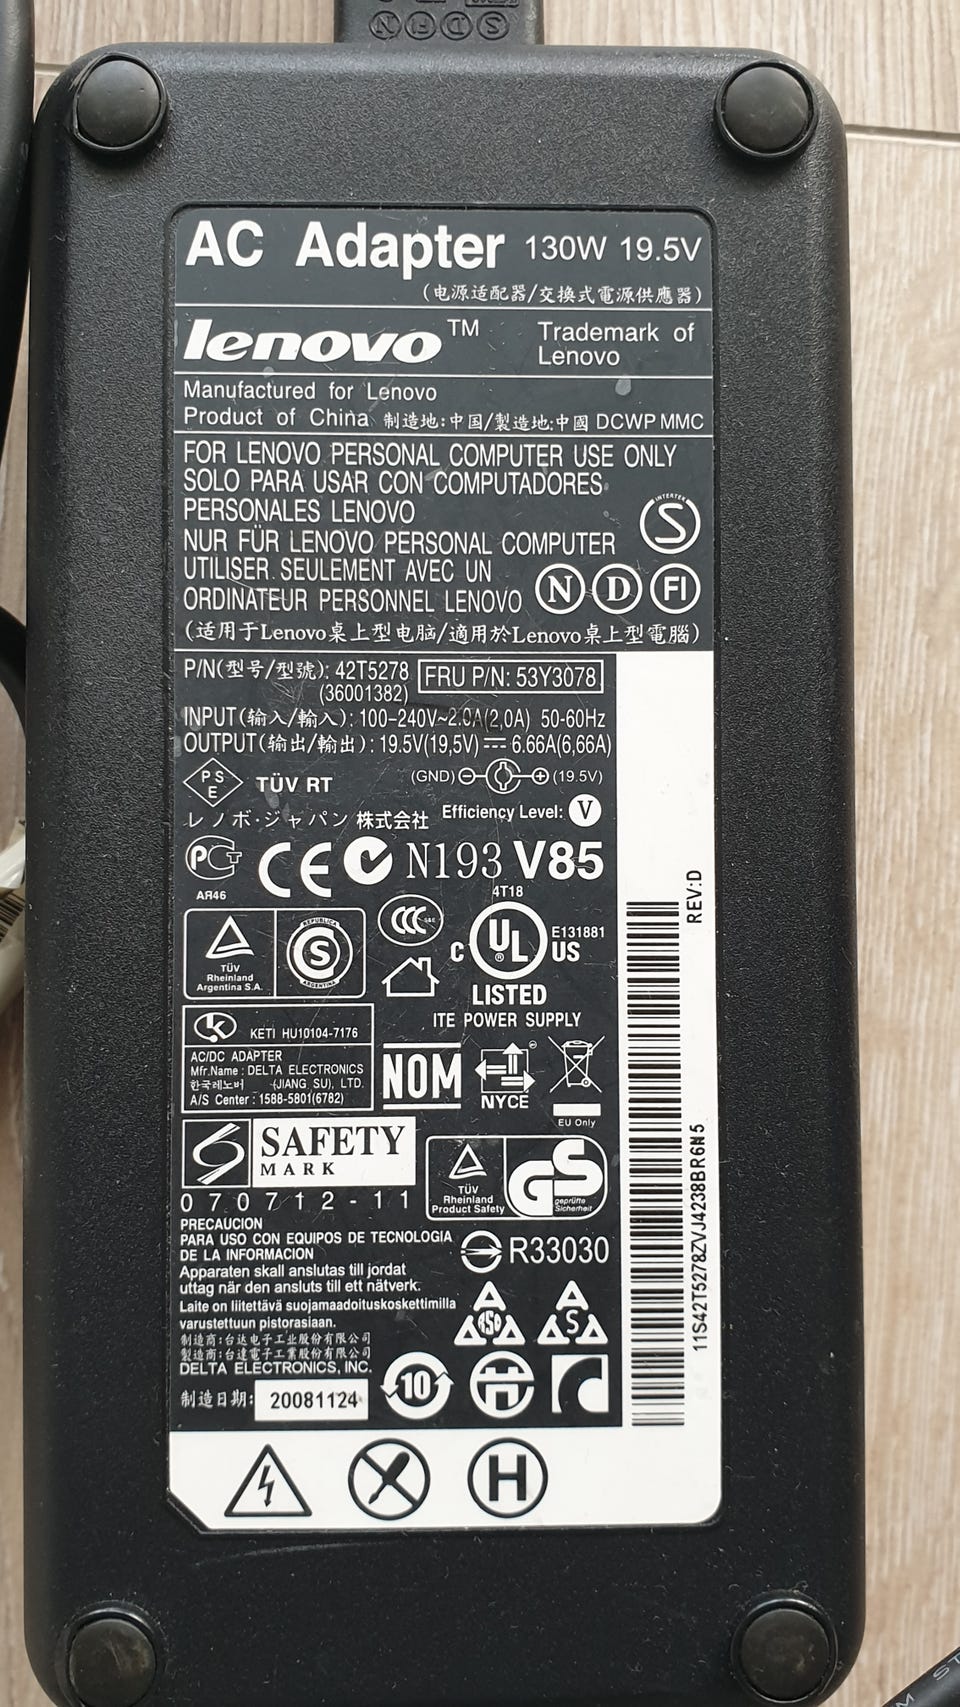 S D FI N
AC Adapter 130W 19.5V
(电源适配器/交換式電源供應器)
lenovo™ Trademark of
Lenovo
Manufactured for Lenovo
Product of China 制造地:中国/製造地:中國 DCWP MMC
FOR LENOVO PERSONAL COMPUTER USE ONLY
SOLO PARA USAR CON COMPUTADORES
PERSONALES LENOVO
INTERTEK
S
NUR FÜR LENOVO PERSONAL COMPUTER
UTILISER SEULEMENT AVEC UN
ORDINATEUR PERSONNEL LENOVO
N D FI
(适用于Lenovo桌上型电脑/適用於Lenovo桌上型電腦)
P/N(型号/型號): 42T5278 FRU P/N: 53Y3078
(36001382)
INPUT(输入/輸入): 100-240V~2.0A(2,0A) 50-60Hz
OUTPUT(输出/輸出): 19.5V(19,5V) ⎓ 6.66A(6,66A)
PS
E
TÜV RT
(GND) (19.5V)
レノボ・ジャパン 株式会社 Efficiency Level: V
PCT CE N193 V85
AЯ46 4T18
TÜV
Rheinland
Argentina S.A.
REPUBLICA
S
ARGENTINA
CCC S&E
C UL® US
E131881
LISTED
ITE POWER SUPPLY
KETI HU10104-7176
AC/DC ADAPTER
Mfr.Name : DELTA ELECTRONICS
한국레노버 (JIANG SU), LTD.
A/S Center : 1588-5801(6782)
NOM
NYCE
EU Only
SAFETY
MARK
070712-11
TÜV
Rheinland
Product Safety
GS
geprüfte
Sicherheit
PRECAUCION
PARA USO CON EQUIPOS DE TECNOLOGIA
DE LA INFORMACION
R33030
Apparaten skall anslutas till jordat
uttag när den ansluts till ett nätverk.
Laite on liitettävä suojamaadoituskoskettimilla
varustettuun pistorasiaan.
制造商:台达电子工业股份有限公司
製造商:台達電子工業股份有限公司
DELTA ELECTRONICS, INC.
S
10
制造日期: 20081124
H
REV:D
11S42T5278ZVJ4238BR6N5